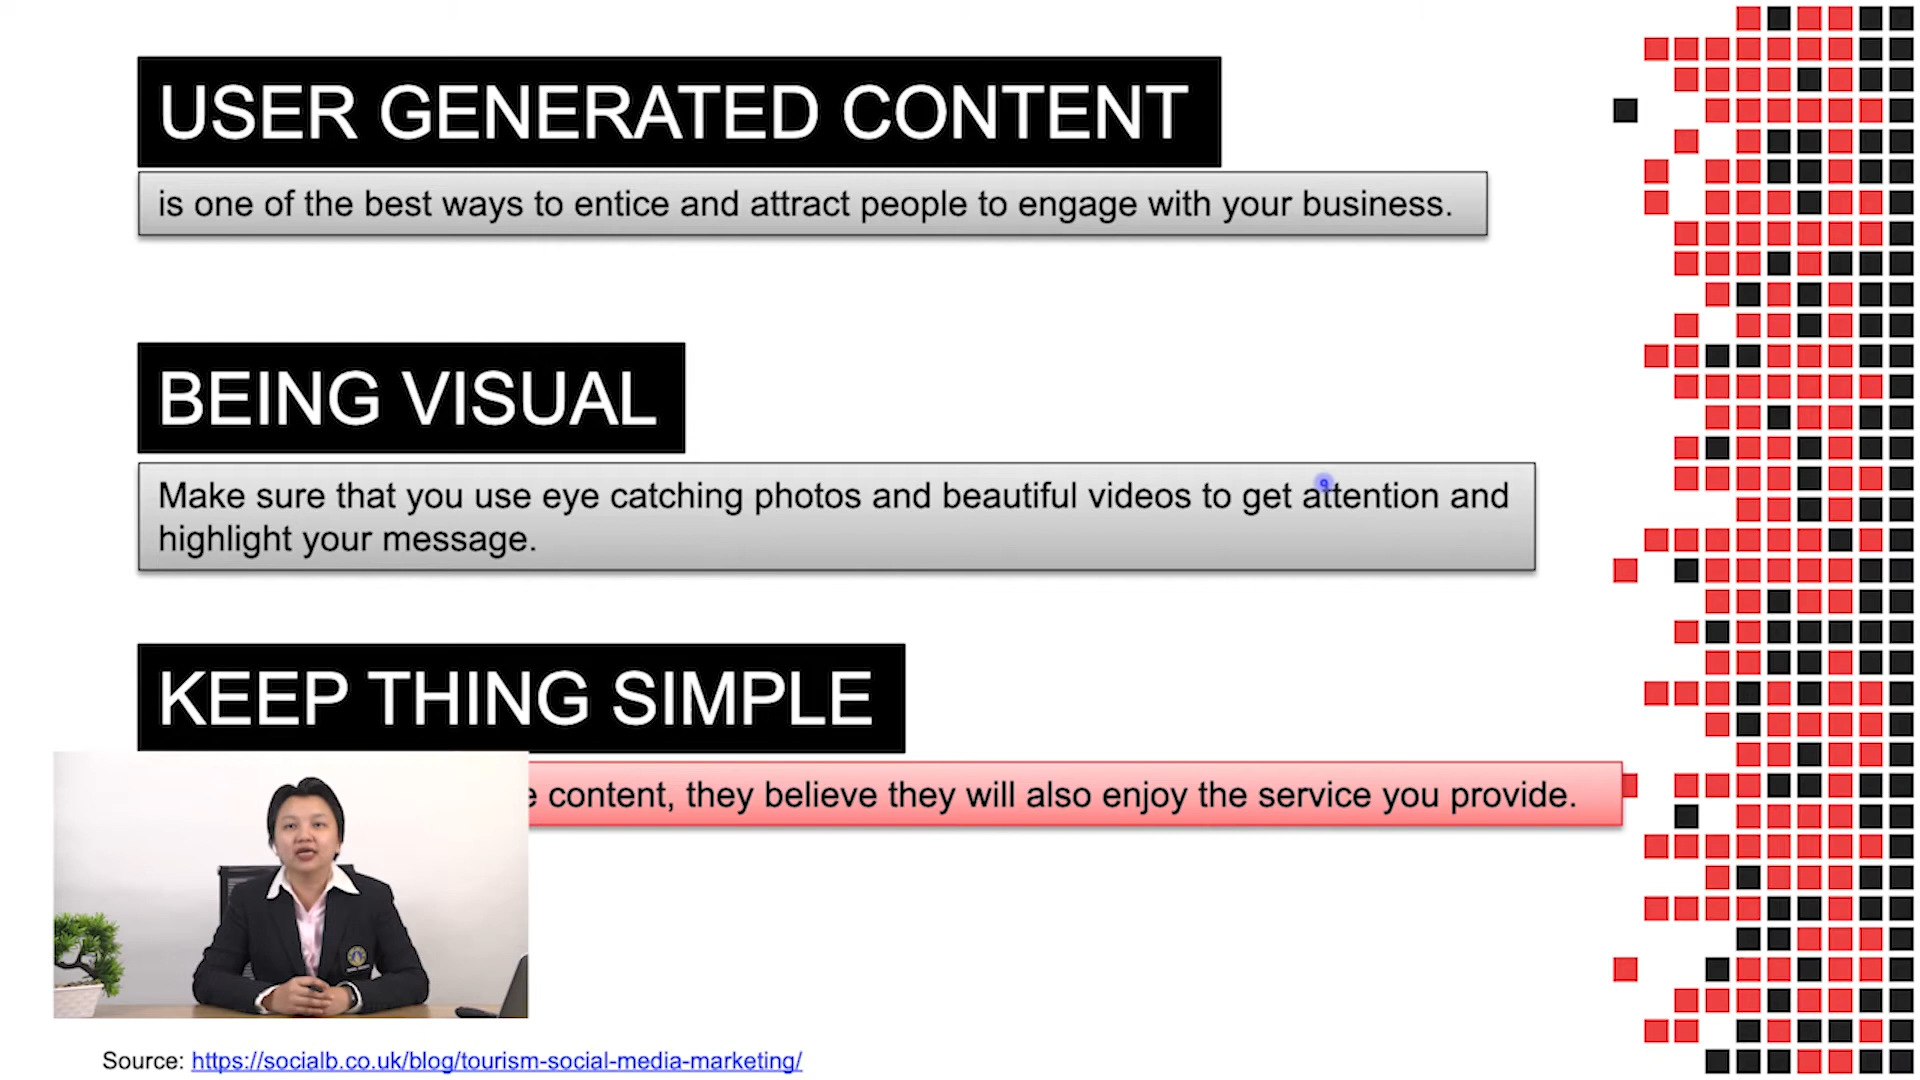 USER GENERATED CONTENT
is one of the best ways to entice and attract people to engage with your business.
BEING VISUAL
Make sure that you use eye catching photos and beautiful videos to get attention and
highlight your message.
KEEP THING SIMPLE
content, they believe they will also enjoy the service you provide.
Source: https://socialb.co.uk/blog/tourism-social-media-marketing/